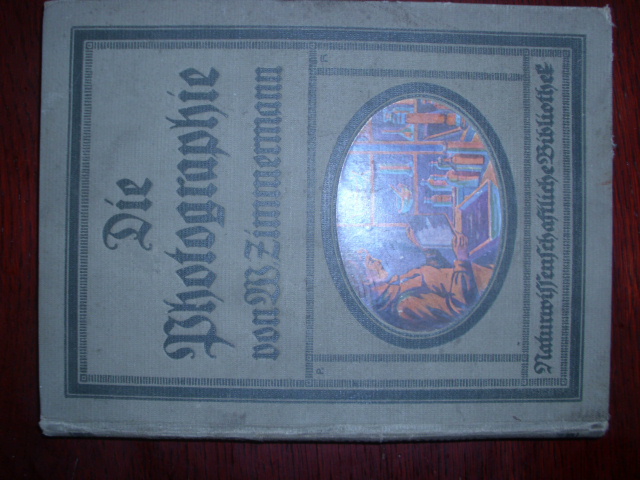 Die
Photographie
von W Zimmermann
Naturwissenschaftliche Bibliothek